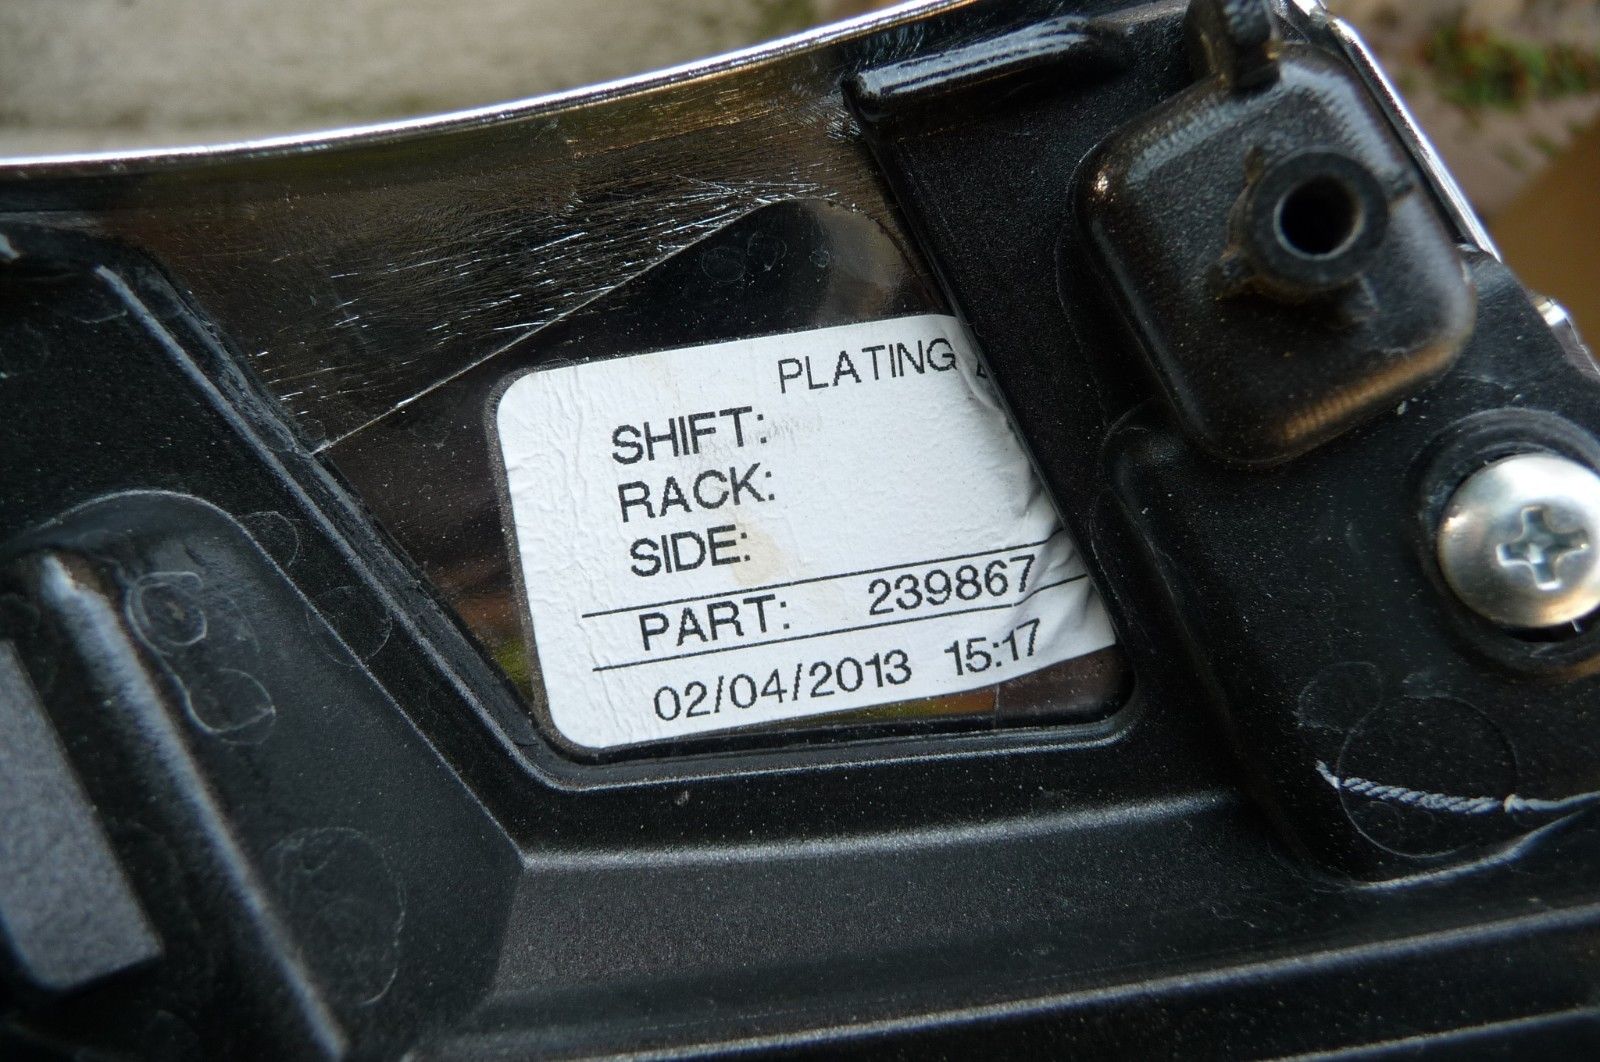 PLATING
SHIFT:
RACK:
SIDE:
PART: 239867
02/04/2013 15:17